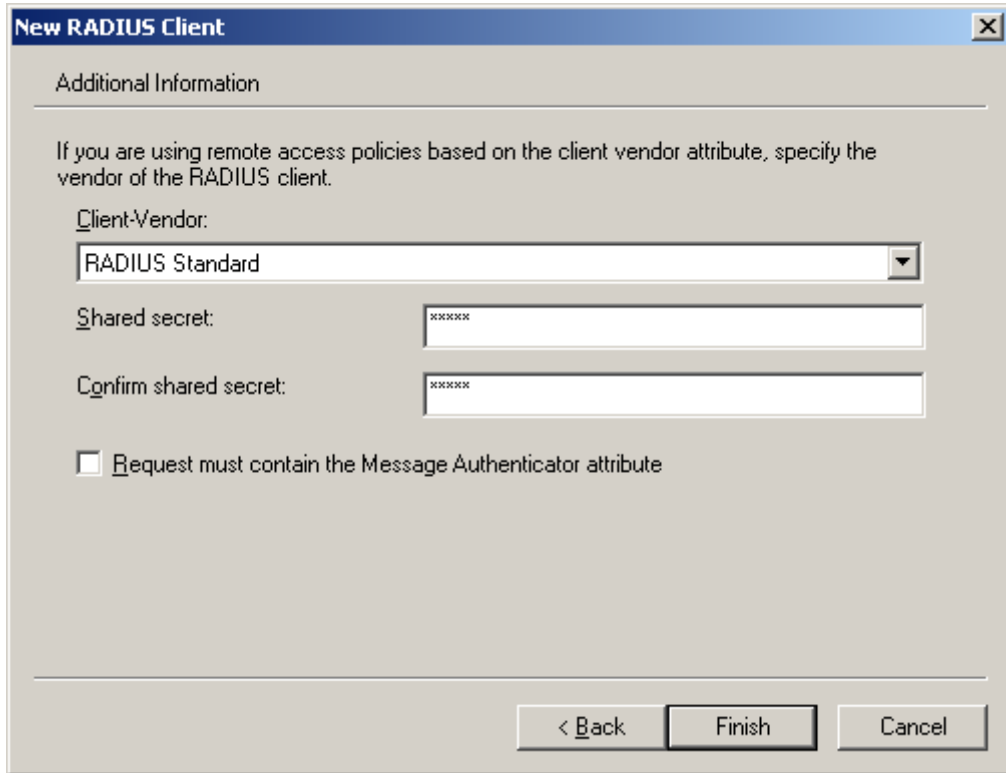 New RADIUS Client
Additional Information
If you are using remote access policies based on the client vendor attribute, specify the
vendor of the RADIUS client.
Client-Vendor:
RADIUS Standard
Shared secret:
*****
Confirm shared secret:
*****
Request must contain the Message Authenticator attribute
< Back
Finish
Cancel